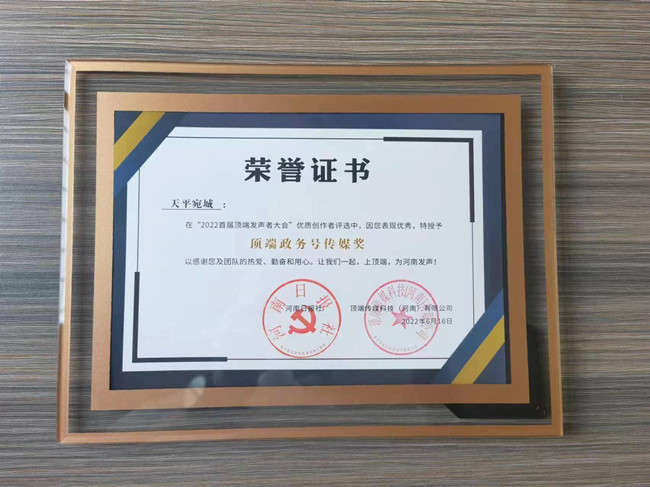 荣誉证书
天平宛城：
在“2022首届顶端发声者大会”优质创作者评选中，因您表现优秀，特授予
顶端政务号传媒奖
以感谢您及团队的热爱、勤奋和用心。让我们一起，上顶端，为河南发声！
河南日报社 顶端传媒科技（河南）有限公司
2022年6月16日
河南日报社